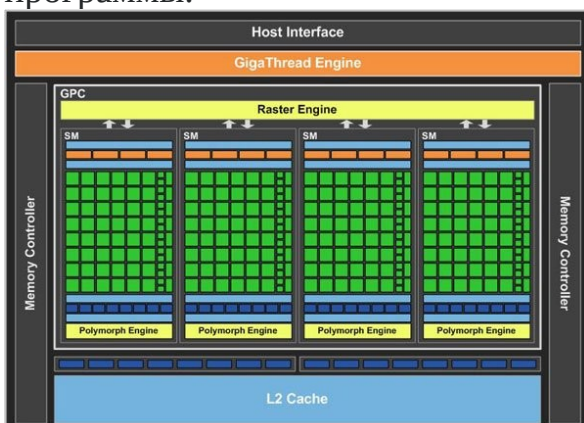 программы.
Host Interface
GigaThread Engine
GPC
Raster Engine
SM
SM
SM
SM
Memory Controller
Memory Controller
Polymorph Engine
Polymorph Engine
Polymorph Engine
Polymorph Engine
L2 Cache